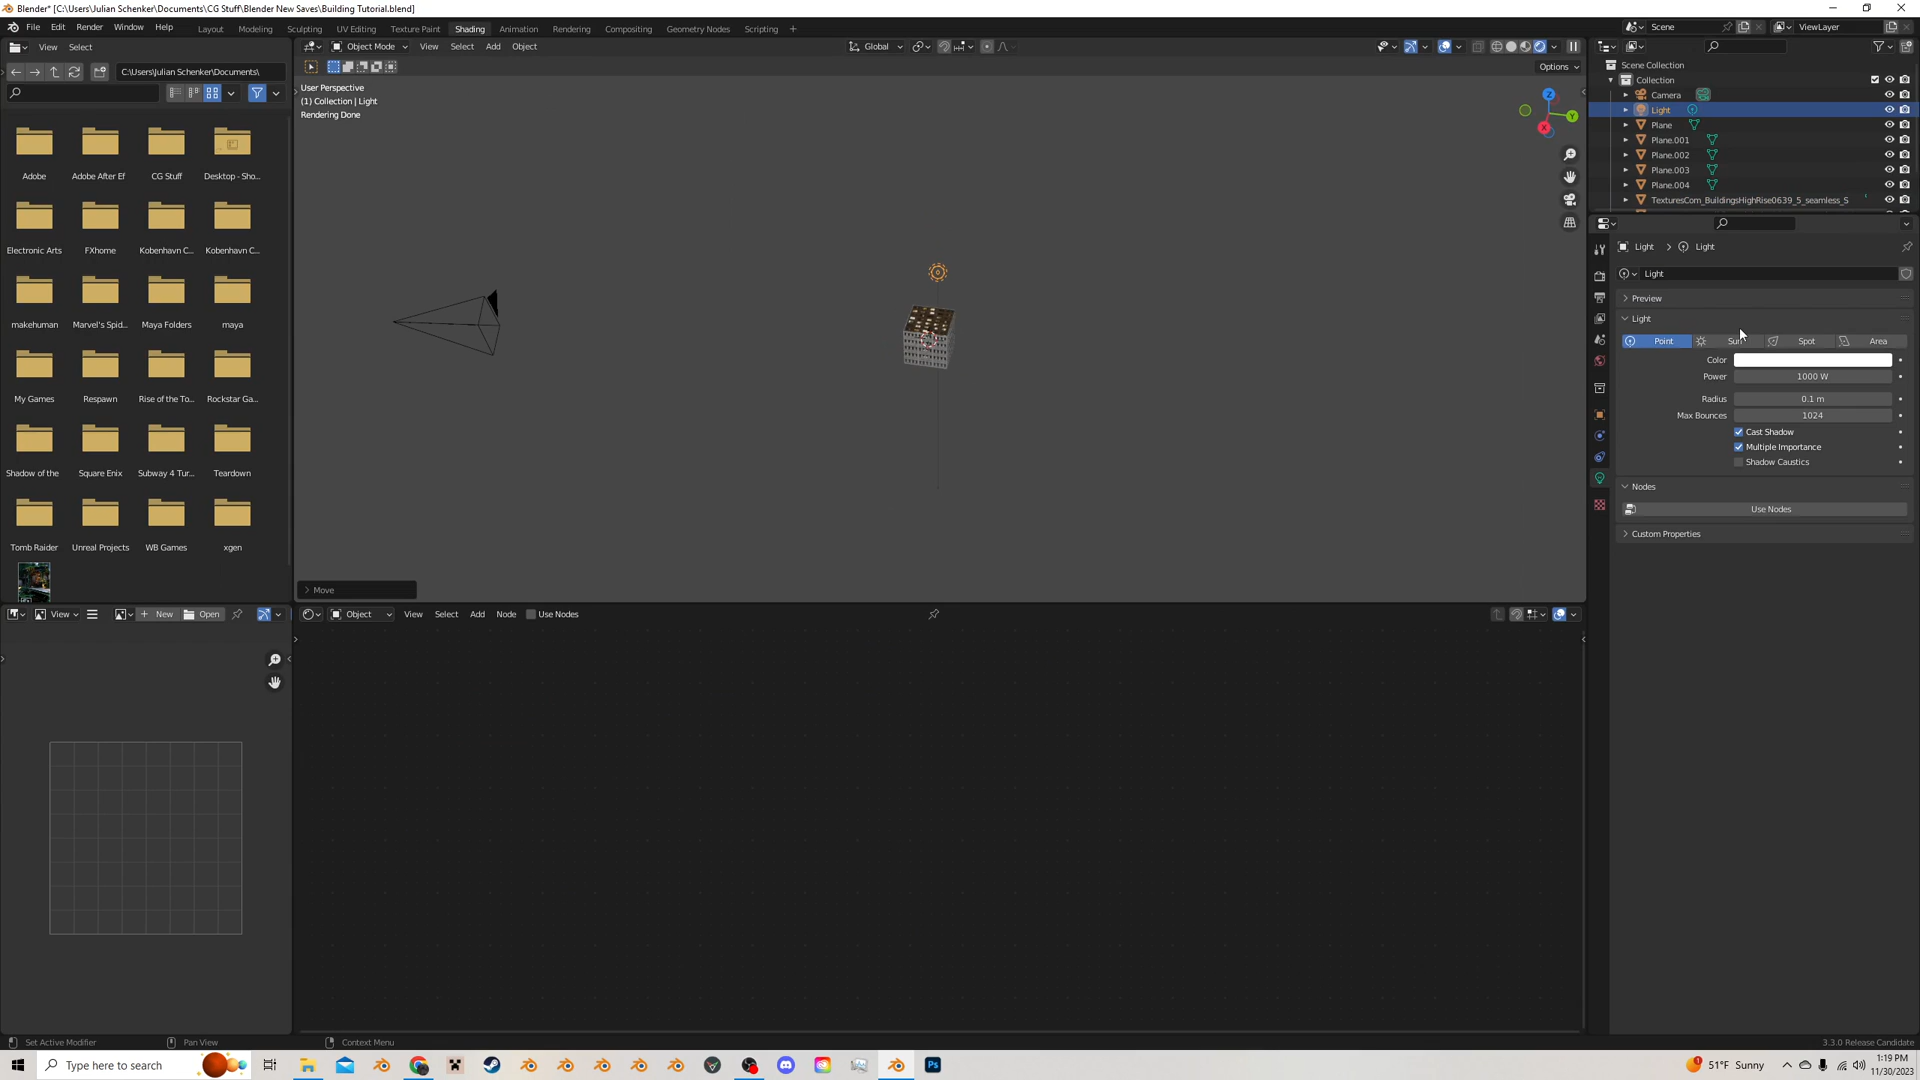 Blender* [C:\Users\Julian Schenker\Documents\CG Stuff\Blender New Saves\Building Tutorial.blend]
File Edit Render Window Help Layout Modeling Sculpting UV Editing Texture Paint Shading Animation Rendering Compositing Geometry Nodes Scripting + Scene ViewLayer
View Select Object Mode View Select Add Object Global
C:\Users\Julian Schenker\Documents\ Options
User Perspective
(1) Collection | Light
Rendering Done
Adobe Adobe After Ef CG Stuff Desktop - Sho...
Electronic Arts FXhome Kobenhavn C... Kobenhavn C...
makehuman Marvel's Spid... Maya Folders maya
My Games Respawn Rise of the To... Rockstar Ga...
Shadow of the Square Enix Subway 4 Tur... Teardown
Tomb Raider Unreal Projects WB Games xgen
Z
Y
X
Move
Scene Collection
Collection
Camera
Light
Plane
Plane.001
Plane.002
Plane.003
Plane.004
TexturesCom_BuildingsHighRise0639_5_seamless_S
Light > Light
Light
Preview
Light
Point Sun Spot Area
Color
Power 1000 W
Radius 0.1 m
Max Bounces 1024
Cast Shadow
Multiple Importance
Shadow Caustics
Nodes
Use Nodes
Custom Properties
View + New Open Object View Select Add Node Use Nodes
Set Active Modifier Pan View Context Menu 3.3.0 Release Candidate
Type here to search Ps 1 51°F Sunny 1:19 PM
11/30/2023